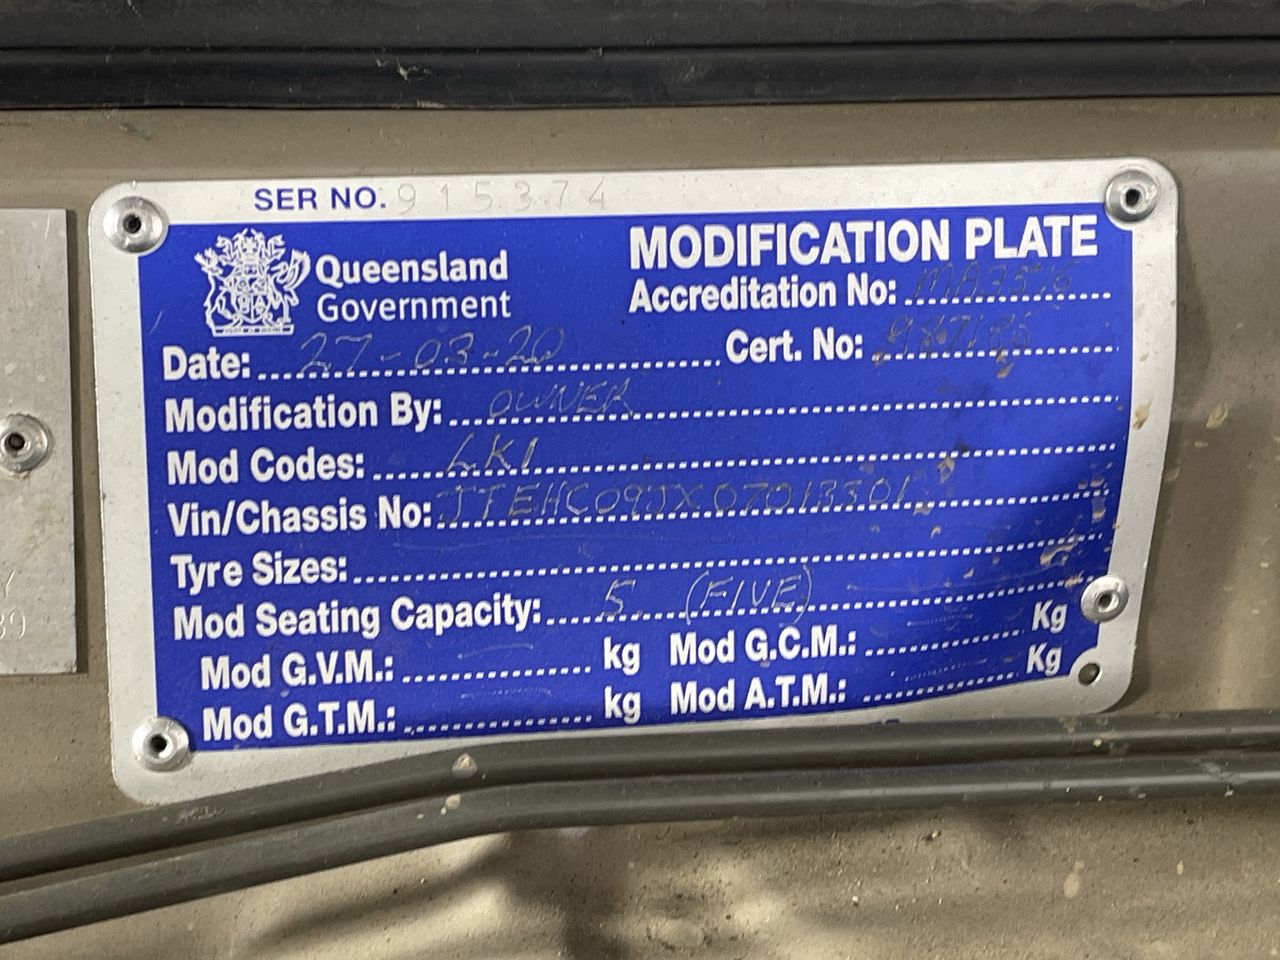 SER NO. 915374
Queensland
Government
MODIFICATION PLATE
Accreditation No:
Date: 27-03-20
Cert. No:
Modification By: OWNER
Mod Codes: LK1
Vin/Chassis No: JTEHC09JX07013301
Tyre Sizes:
Mod Seating Capacity: 5 (FIVE)
Mod G.V.M.: kg Mod G.C.M.: Kg
Mod G.T.M.: kg Mod A.T.M.: Kg